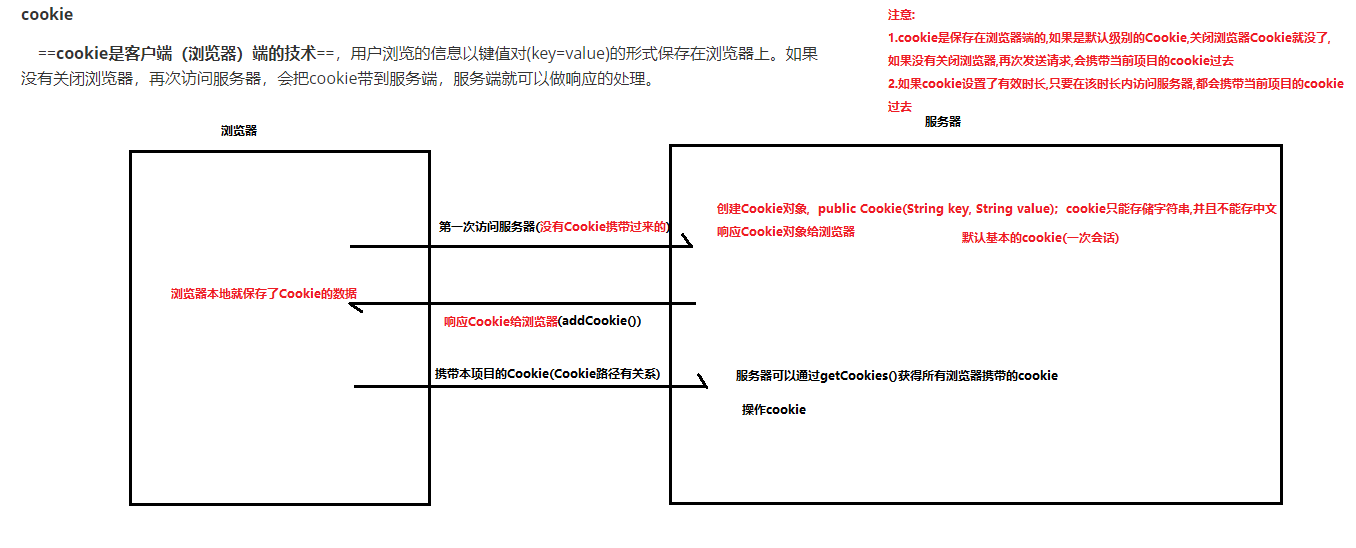 cookie
==cookie是客户端（浏览器）端的技术==，用户浏览的信息以键值对(key=value)的形式保存在浏览器上。如果
没有关闭浏览器，再次访问服务器，会把cookie带到服务端，服务端就可以做响应的处理。
注意:
1.cookie是保存在浏览器端的,如果是默认级别的Cookie,关闭浏览器Cookie就没了,
如果没有关闭浏览器,再次发送请求,会携带当前项目的cookie过去
2.如果cookie设置了有效时长,只要在该时长内访问服务器,都会携带当前项目的cookie
过去
浏览器
服务器
第一次访问服务器(没有Cookie携带过来的)
创建Cookie对象，public Cookie(String key, String value)；cookie只能存储字符串,并且不能存中文
响应Cookie对象给浏览器
默认基本的cookie(一次会话)
浏览器本地就保存了Cookie的数据
响应Cookie给浏览器(addCookie())
携带本项目的Cookie(Cookie路径有关系)
服务器可以通过getCookies()获得所有浏览器携带的cookie
操作cookie